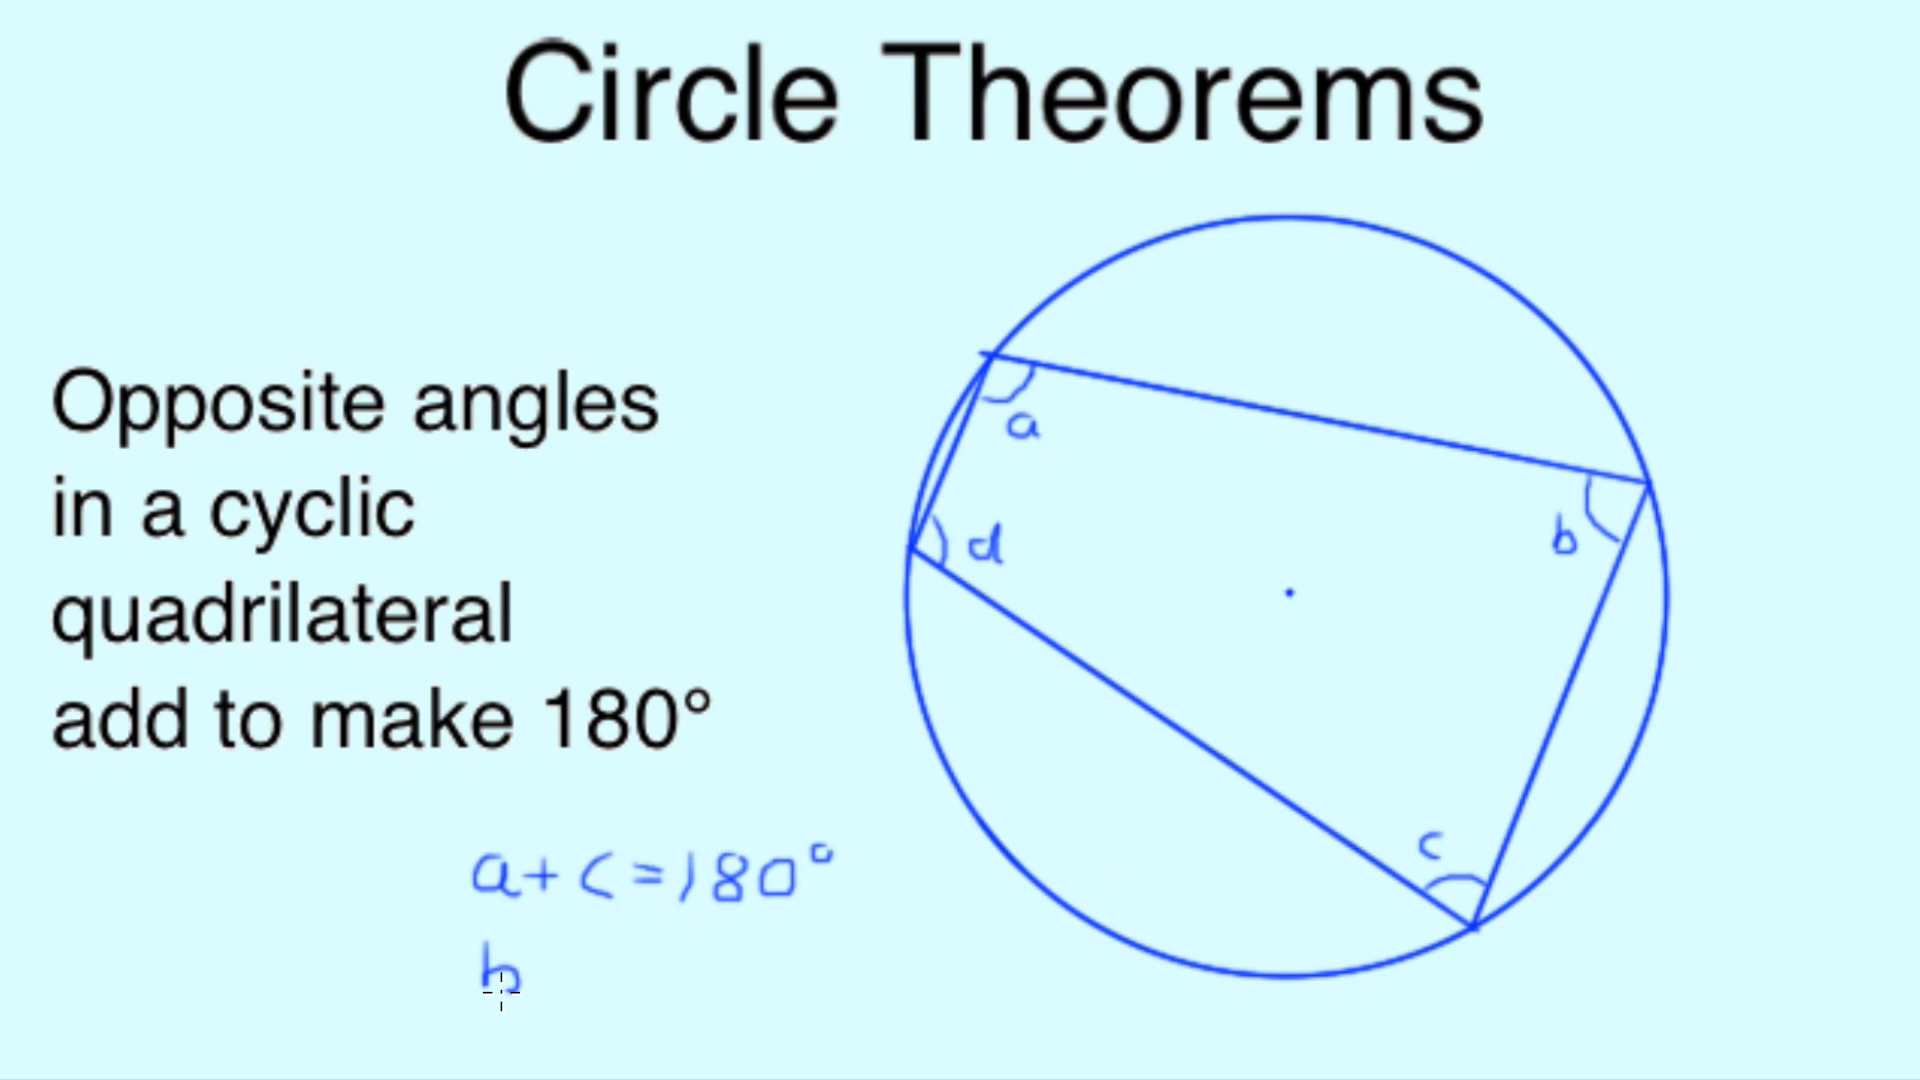 Circle Theorems
Opposite angles
in a cyclic
quadrilateral
add to make 180°
a
d
b
c
a + c = 180°
b